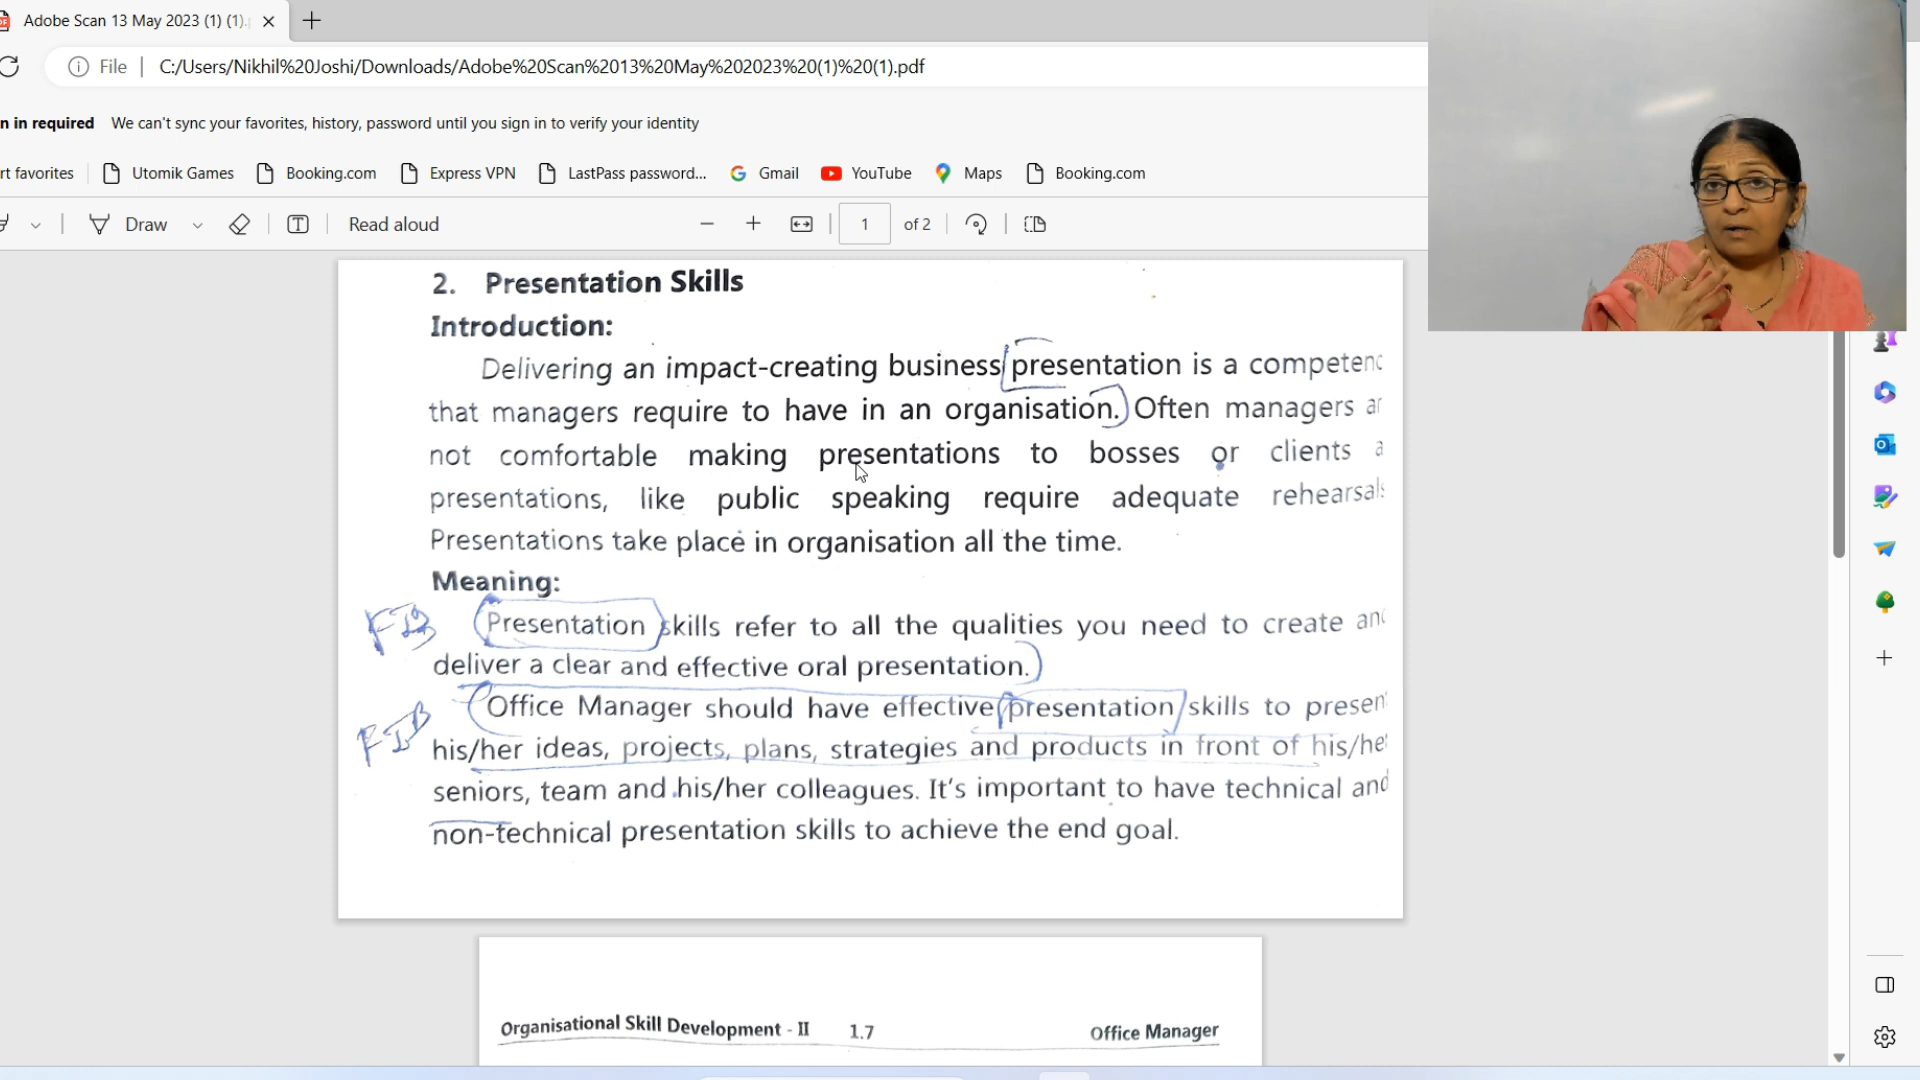 Adobe Scan 13 May 2023 (1) (1).
File
C:/Users/Nikhil%20Joshi/Downloads/Adobe%20Scan%2013%20May%202023%20(1)%20(1).pdf
n in required We can't sync your favorites, history, password until you sign in to verify your identity
rt favorites Utomik Games Booking.com Express VPN LastPass password... Gmail YouTube Maps Booking.com
Draw Read aloud 1 of 2
2. Presentation Skills
Introduction:
Delivering an impact-creating business presentation is a competenc
that managers require to have in an organisation. Often managers ar
not comfortable making presentations to bosses or clients a
presentations, like public speaking require adequate rehearsals
Presentations take place in organisation all the time.
Meaning:
FIB Presentation skills refer to all the qualities you need to create and
deliver a clear and effective oral presentation.
FIB Office Manager should have effective presentation skills to present
his/her ideas, projects, plans, strategies and products in front of his/her
seniors, team and his/her colleagues. It's important to have technical and
non-technical presentation skills to achieve the end goal.
Organisational Skill Development - II 1.7 Office Manager